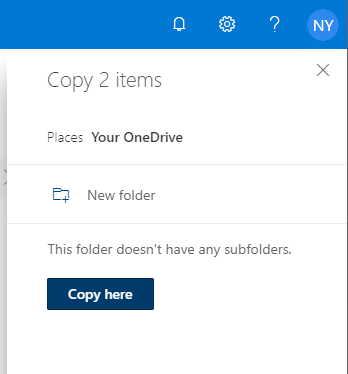 NY
Copy 2 items
Places Your OneDrive
New folder
This folder doesn't have any subfolders.
Copy here